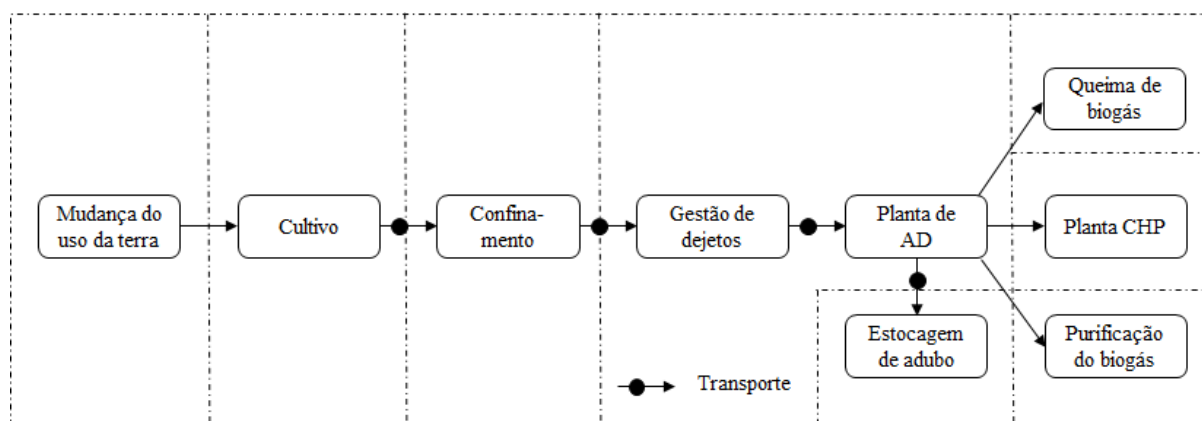 Queima de
biogás
Mudança do
uso da terra
Cultivo
Confina-
mento
Gestão de
dejetos
Planta de
AD
Planta CHP
Estocagem
de adubo
Purificação
do biogás
Transporte